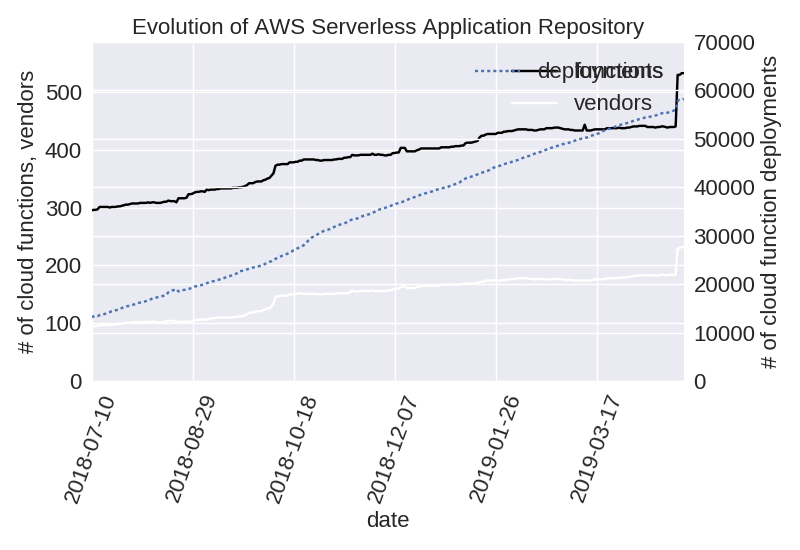 Evolution of AWS Serverless Application Repository
# of cloud functions, vendors
500
400
300
200
100
0
deployments
functions
vendors
70000
60000
50000
40000
30000
20000
10000
0
# of cloud function deployments
2018-07-10
2018-08-29
2018-10-18
2018-12-07
2019-01-26
2019-03-17
date